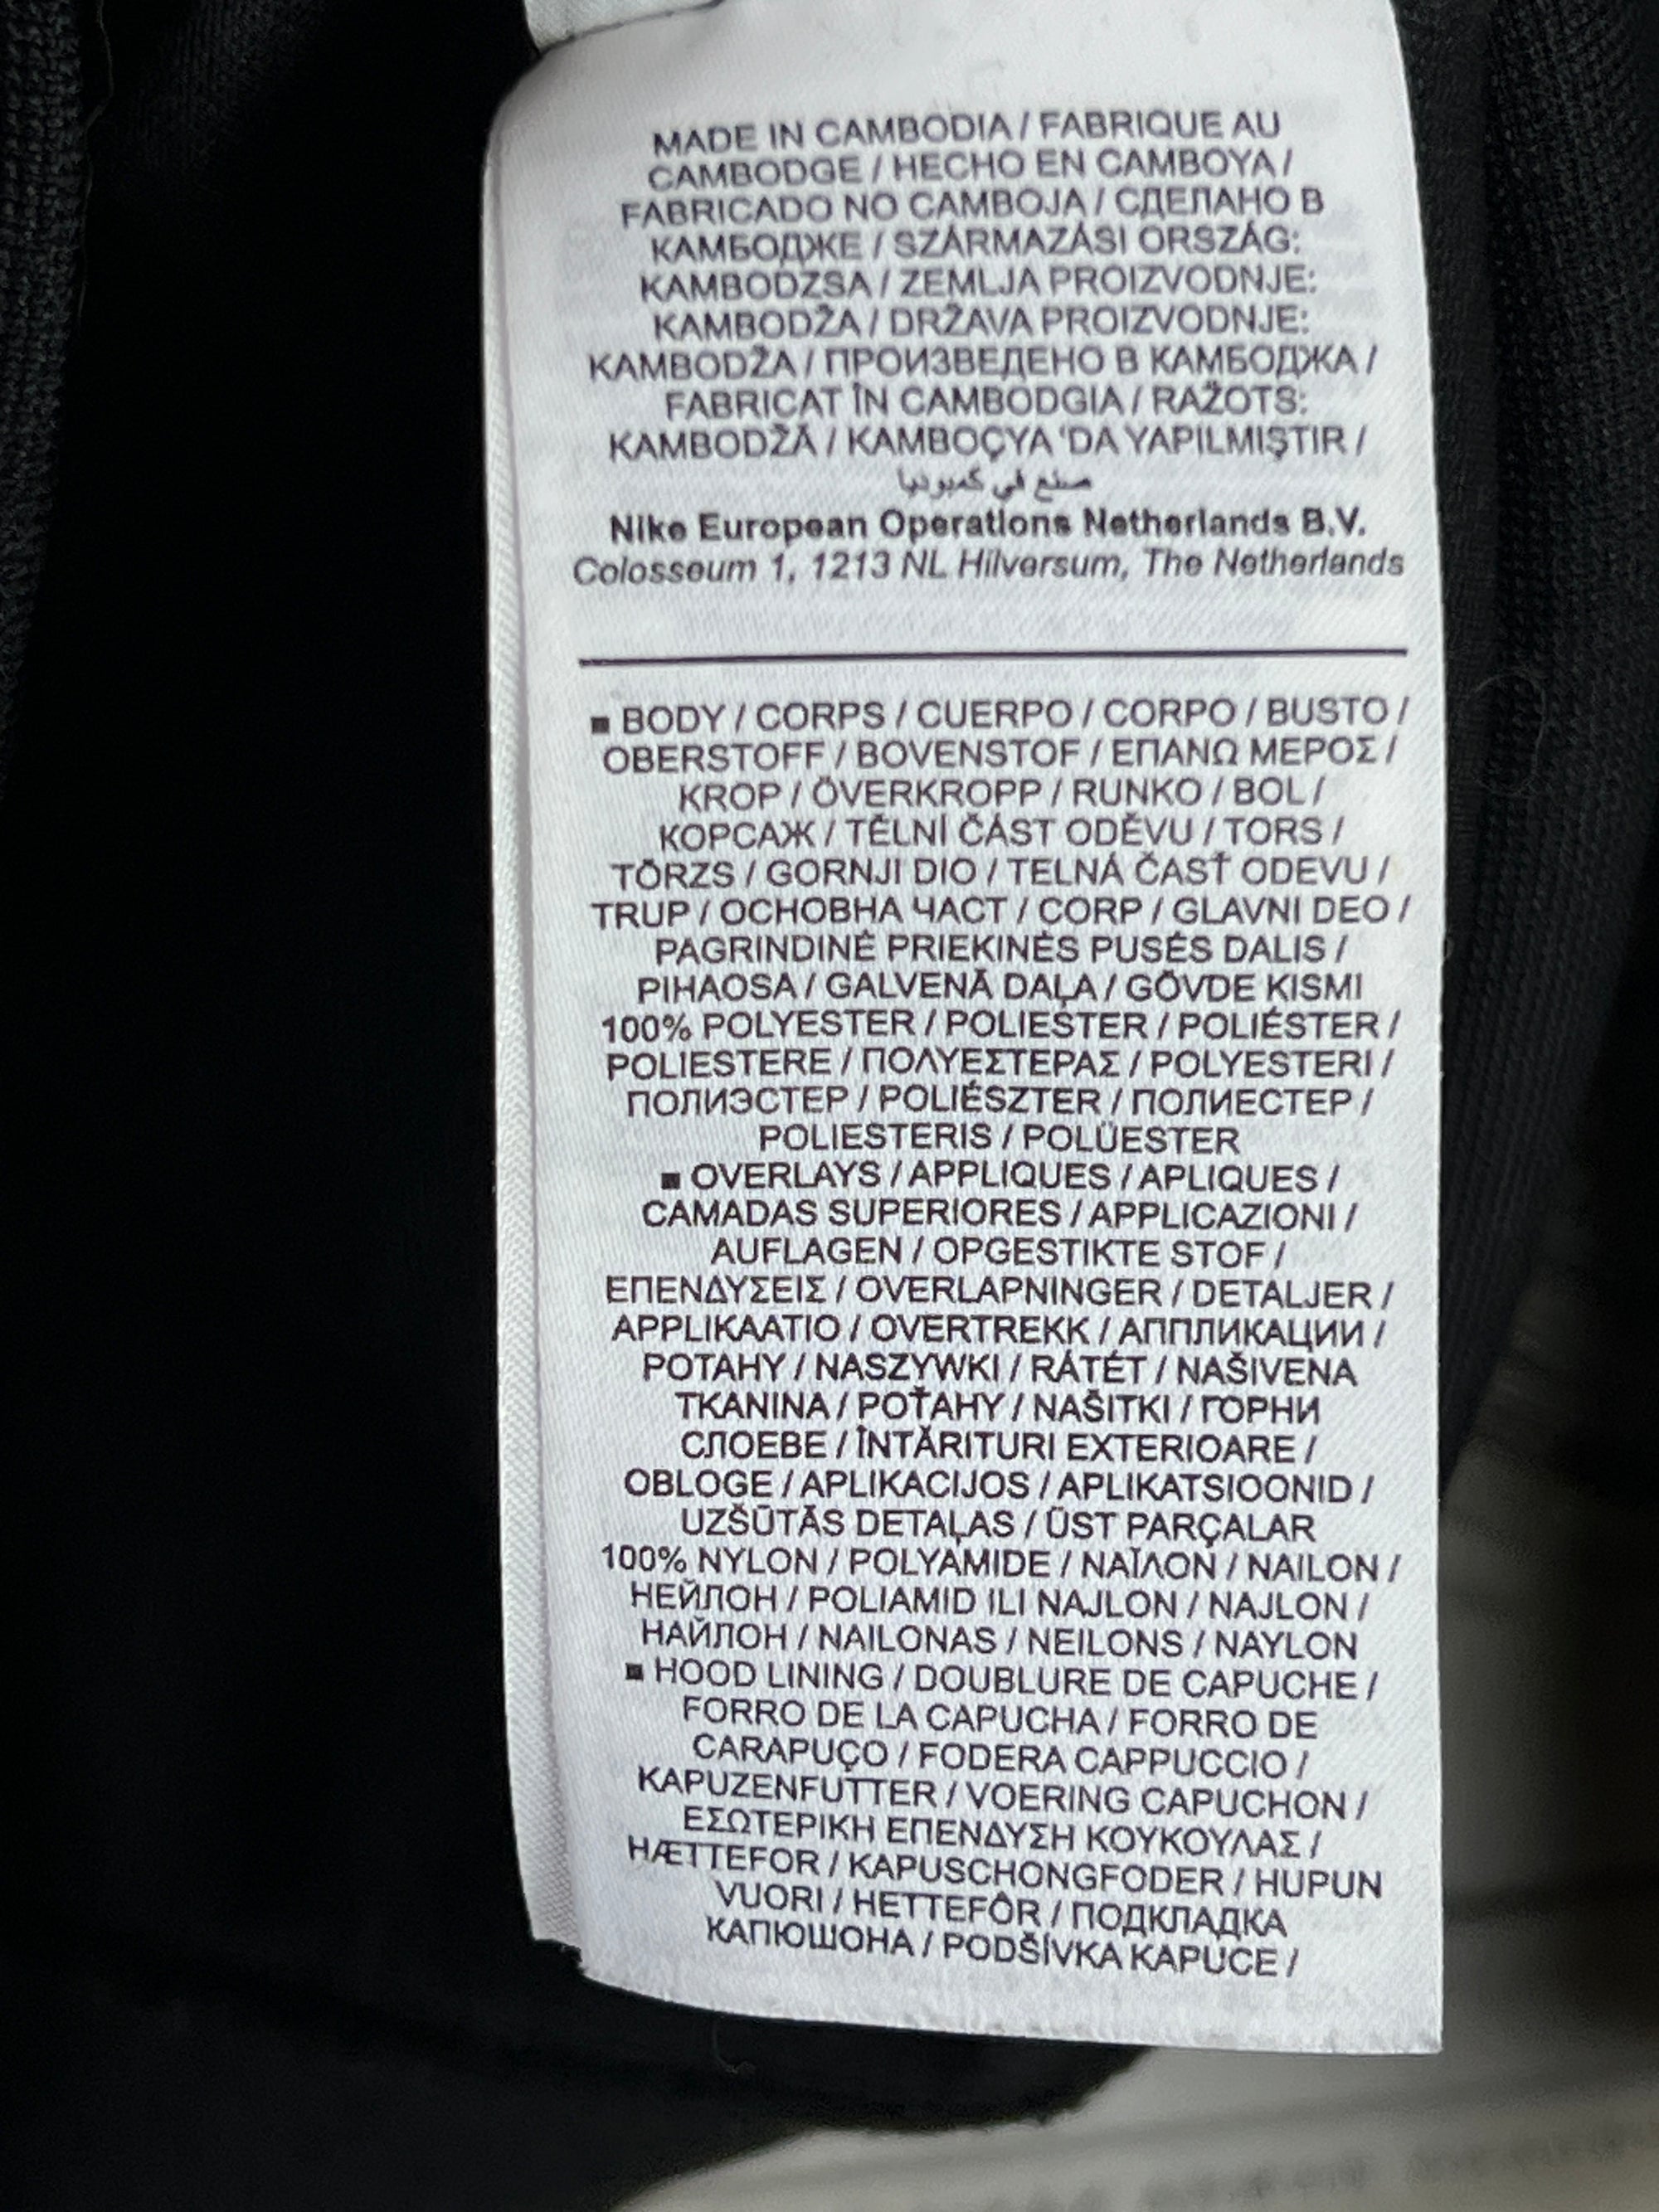 MADE IN CAMBODIA / FABRIQUE AU
CAMBODGE / HECHO EN CAMBOYA /
FABRICADO NO CAMBOJA / СДЕЛАНО В
КАМБОДЖЕ / SZÁRMAZÁSI ORSZÁG:
KAMBODZSA / ZEMLJA PROIZVODNJE:
KAMBODŽA / DRŽAVA PROIZVODNJE:
KAMBODŽA / ПРОИЗВЕДЕНО В КАМБОДЖА /
FABRICAT ÎN CAMBODGIA / RAŽOTS:
KAMBODŽĀ / KAMBOÇYA 'DA YAPILMIŞTIR /
صنع في كمبوديا
Nike European Operations Netherlands B.V.
Colosseum 1, 1213 NL Hilversum, The Netherlands
■ BODY / CORPS / CUERPO / CORPO / BUSTO /
OBERSTOFF / BOVENSTOF / ΕΠΑΝΩ ΜΕΡΟΣ /
KROP / ÖVERKROPP / RUNKO / BOL /
КОРСАЖ / TĚLNÍ ČÁST ODĚVU / TORS /
TÖRZS / GORNJI DIO / TELNÁ ČASŤ ODEVU /
TRUP / ОСНОВНА ЧАСТ / CORP / GLAVNI DEO /
PAGRINDINĖ PRIEKINĖS PUSĖS DALIS /
PIHAOSA / GALVENĀ DAĻA / GÖVDE KISMI
100% POLYESTER / POLIESTER / POLIÉSTER /
POLIESTERE / ΠΟΛΥΕΣΤΕΡΑΣ / POLYESTERI /
ПОЛИЭСТЕР / POLIÉSZTER / ПОЛИЕСТЕР /
POLIESTERIS / POLÜESTER
■ OVERLAYS / APPLIQUES / APLIQUES /
CAMADAS SUPERIORES / APPLICAZIONI /
AUFLAGEN / OPGESTIKTE STOF /
ΕΠΕΝΔΥΣΕΙΣ / OVERLAPNINGER / DETALJER /
APPLIKAATIO / OVERTREKK / АППЛИКАЦИИ /
POTAHY / NASZYWKI / RÁTÉT / NAŠIVENA
TKANINA / POŤAHY / NAŠITKI / ГОРНИ
СЛОЕВЕ / ÎNTĂRITURI EXTERIOARE /
OBLOGE / APLIKACIJOS / APLIKATSIOONID /
UZŠŪTĀS DETAĻAS / ÜST PARÇALAR
100% NYLON / POLYAMIDE / ΝΑΪΛΟΝ / NAILON /
НЕЙЛОН / POLIAMID ILI NAJLON / NAJLON /
НАЙЛОН / NAILONAS / NEILONS / NAYLON
■ HOOD LINING / DOUBLURE DE CAPUCHE /
FORRO DE LA CAPUCHA / FORRO DE
CARAPUÇO / FODERA CAPPUCCIO /
KAPUZENFUTTER / VOERING CAPUCHON /
ΕΣΩΤΕΡΙΚΗ ΕΠΕΝΔΥΣΗ ΚΟΥΚΟΥΛΑΣ /
HÆTTEFOR / KAPUSCHONGFODER / HUPUN
VUORI / HETTEFÔR / ПОДКЛАДКА
КАПЮШОНА / PODŠÍVKA KAPUCE /